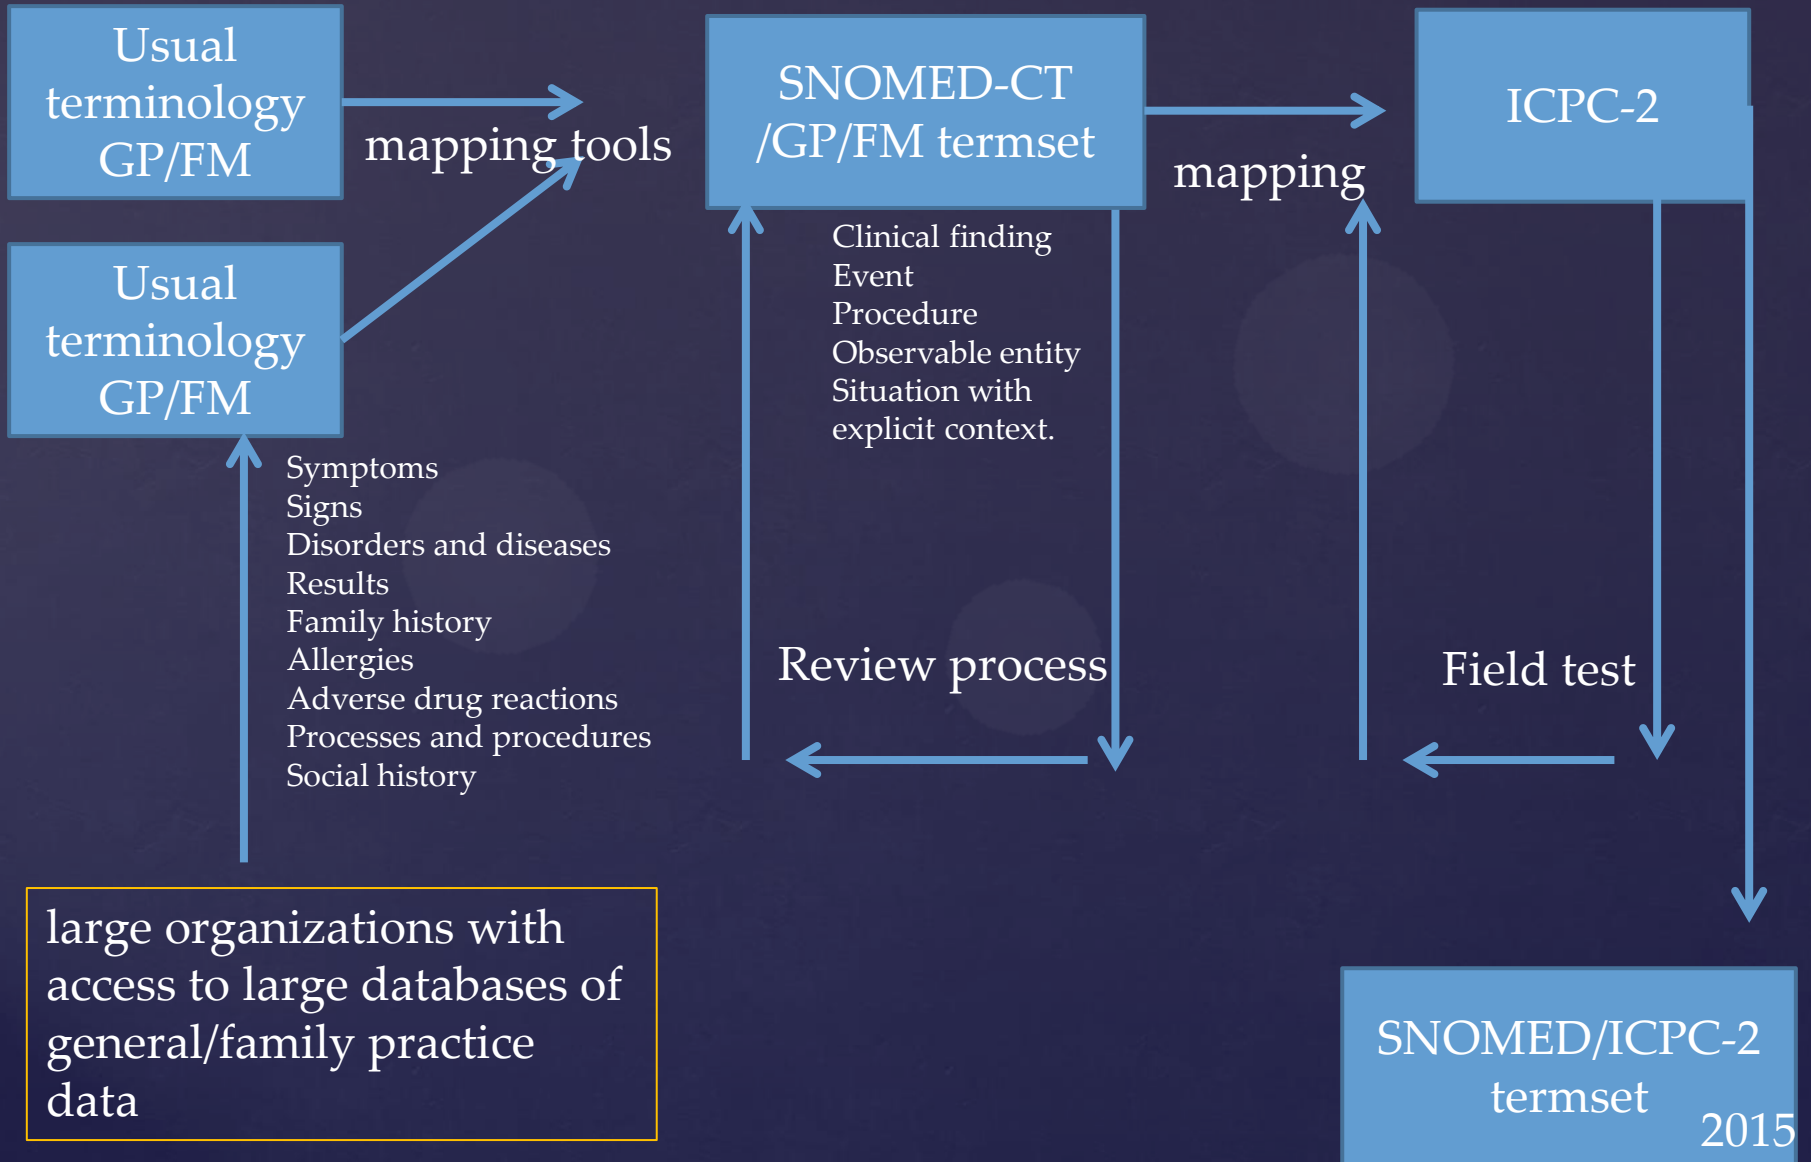 Usual
terminology
GP/FM
mapping tools
SNOMED-CT
/GP/FM termset
mapping
ICPC-2
Usual
terminology
GP/FM
Clinical finding
Event
Procedure
Observable entity
Situation with
explicit context.
Symptoms
Signs
Disorders and diseases
Results
Family history
Allergies
Adverse drug reactions
Processes and procedures
Social history
Review process
Field test
large organizations with
access to large databases of
general/family practice
data
SNOMED/ICPC-2
termset
2015